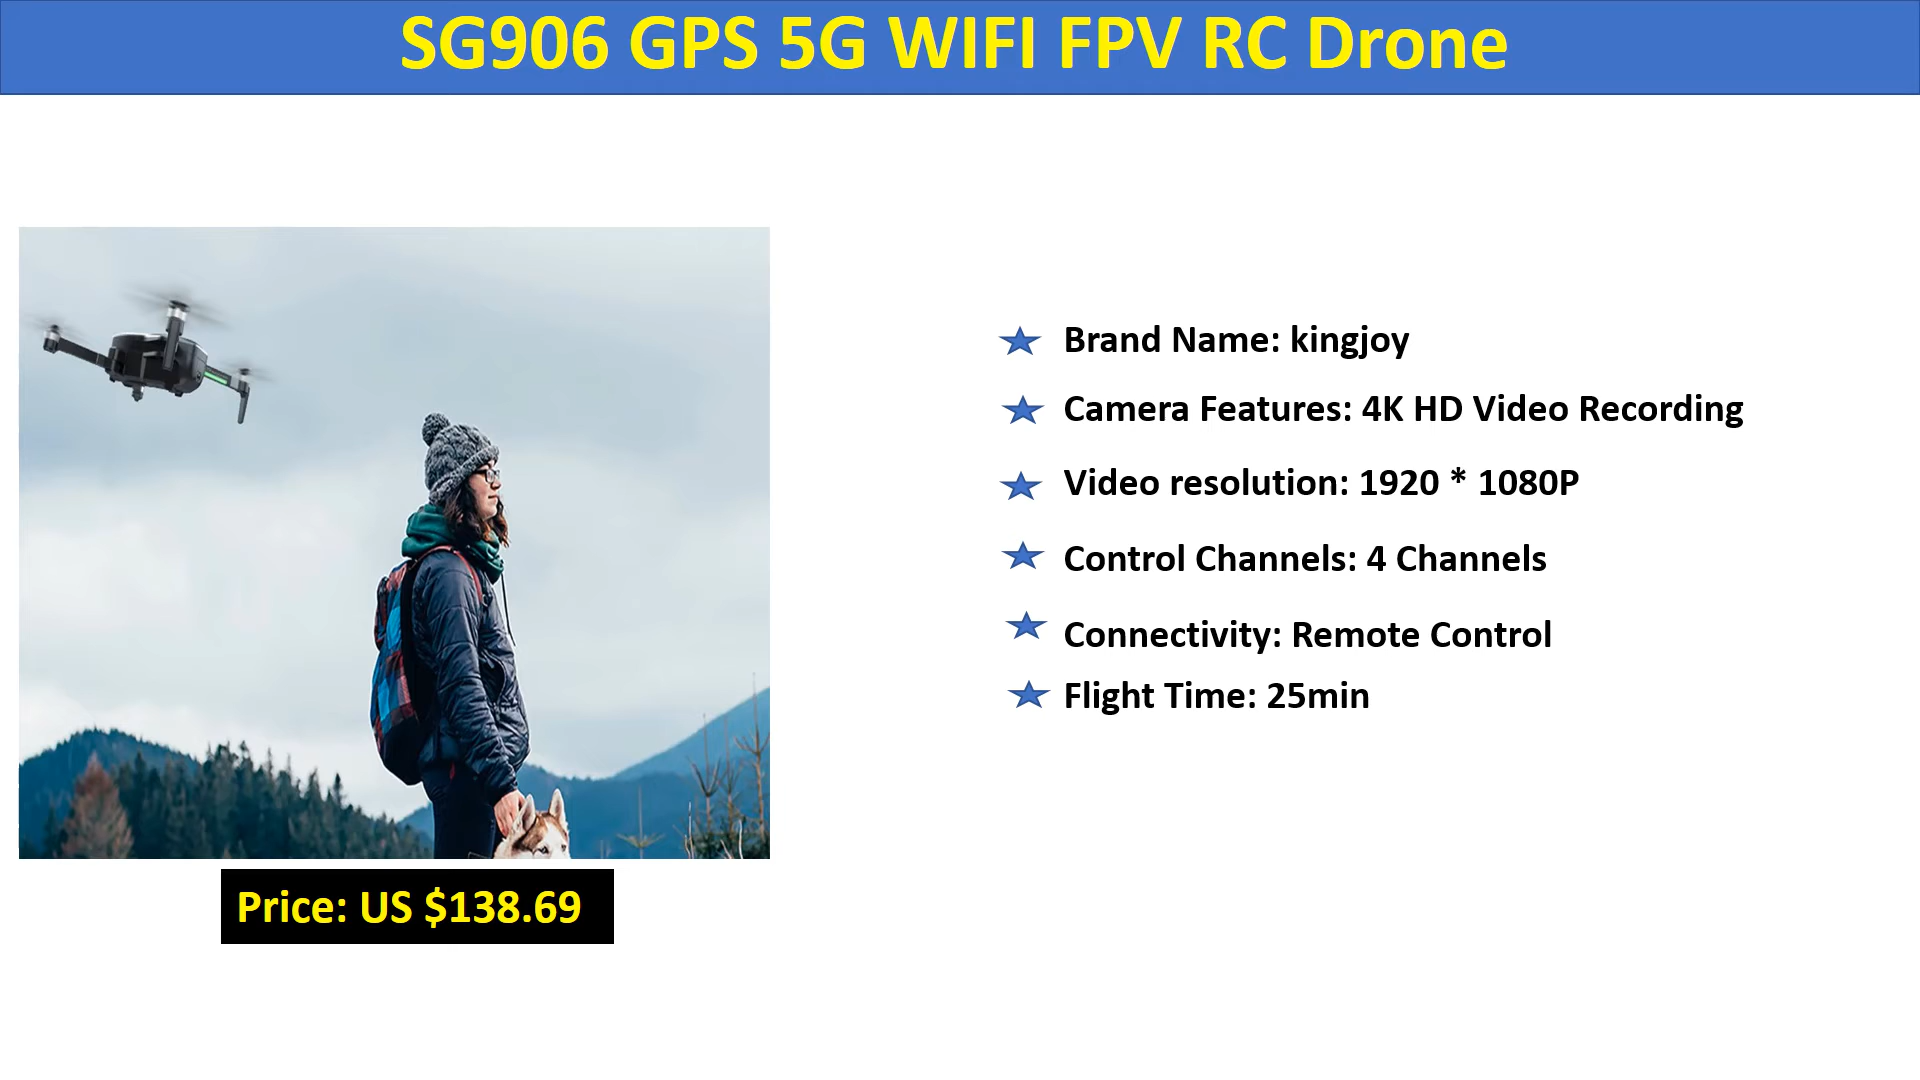 SG906 GPS 5G WIFI FPV RC Drone
Brand Name: kingjoy
Camera Features: 4K HD Video Recording
Video resolution: 1920 * 1080P
Control Channels: 4 Channels
Connectivity: Remote Control
Flight Time: 25min
Price: US $138.69